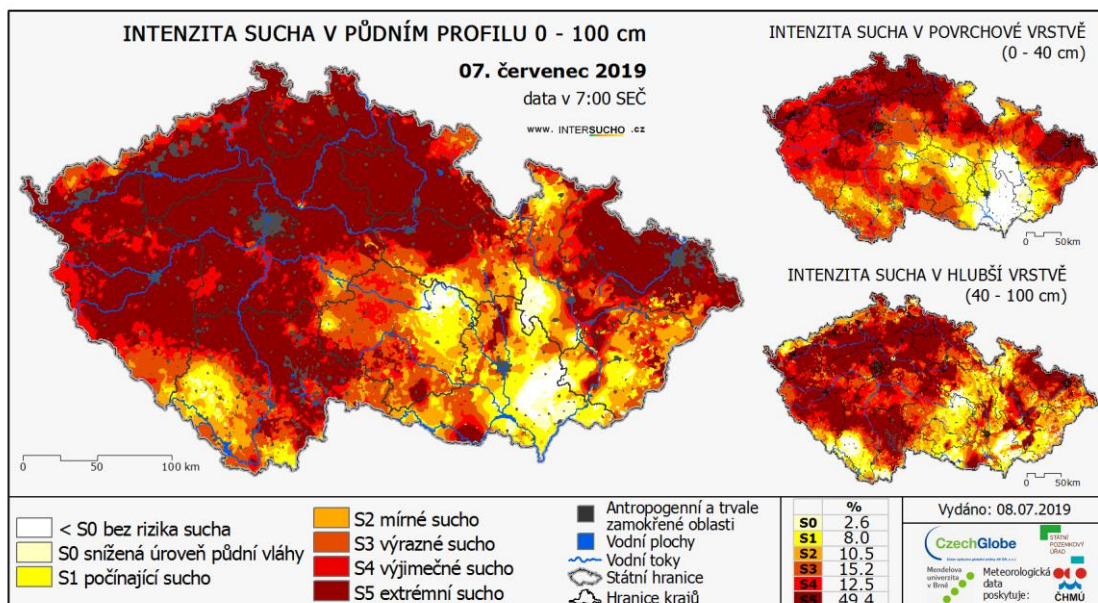 INTENZITA SUCHA V PŮDNÍM PROFILU 0 - 100 cm
07. červenec 2019
data v 7:00 SEČ
www. INTERSUCHO .cz
0 50 100 km
INTENZITA SUCHA V POVRCHOVÉ VRSTVĚ
(0 - 40 cm)
0 50km
INTENZITA SUCHA V HLUBŠÍ VRSTVĚ
(40 - 100 cm)
0 50km
< S0 bez rizika sucha
S0 snížená úroveň půdní vláhy
S1 počínající sucho
S2 mírné sucho
S3 výrazné sucho
S4 výjimečné sucho
S5 extrémní sucho
Antropogenní a trvale
zamokřené oblasti
Vodní plochy
Vodní toky
Státní hranice
Hranice krajů
%
S0 2.6
S1 8.0
S2 10.5
S3 15.2
S4 12.5
S5 49.4
Vydáno: 08.07.2019
CzechGlobe
STÁTNÍ
POZEMKOVÝ
ÚŘAD
Mendelova
univerzita
v Brně
Meteorologická
data
poskytuje:
ČHMÚ